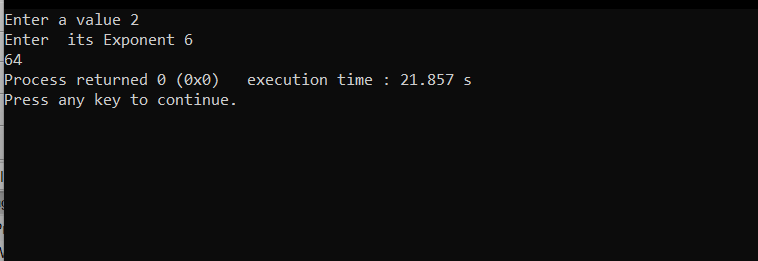 Enter a value 2
Enter  its Exponent 6
64
Process returned 0 (0x0)   execution time : 21.857 s
Press any key to continue.